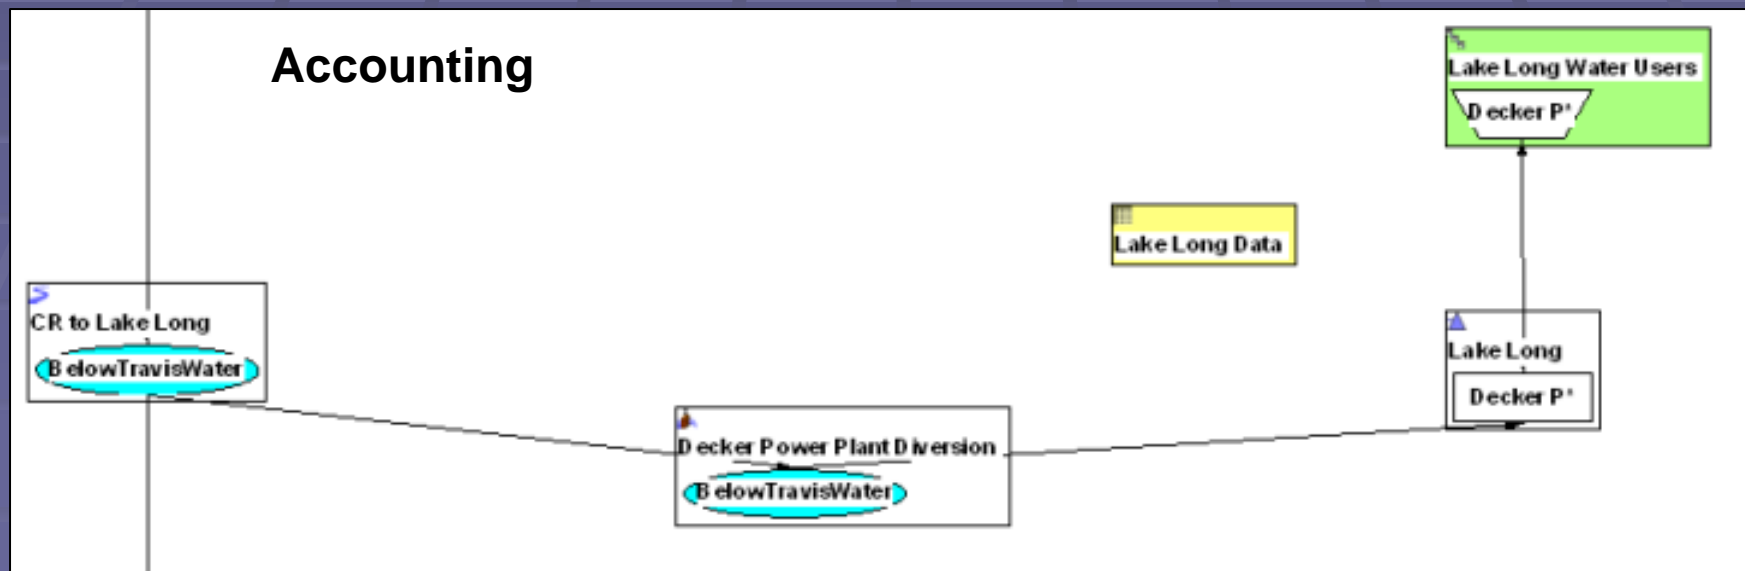 Accounting
Lake Long Water Users
Decker P*
Lake Long Data
CR to Lake Long
BelowTravisWater
Lake Long
Decker P*
Decker Power Plant Diversion
BelowTravisWater